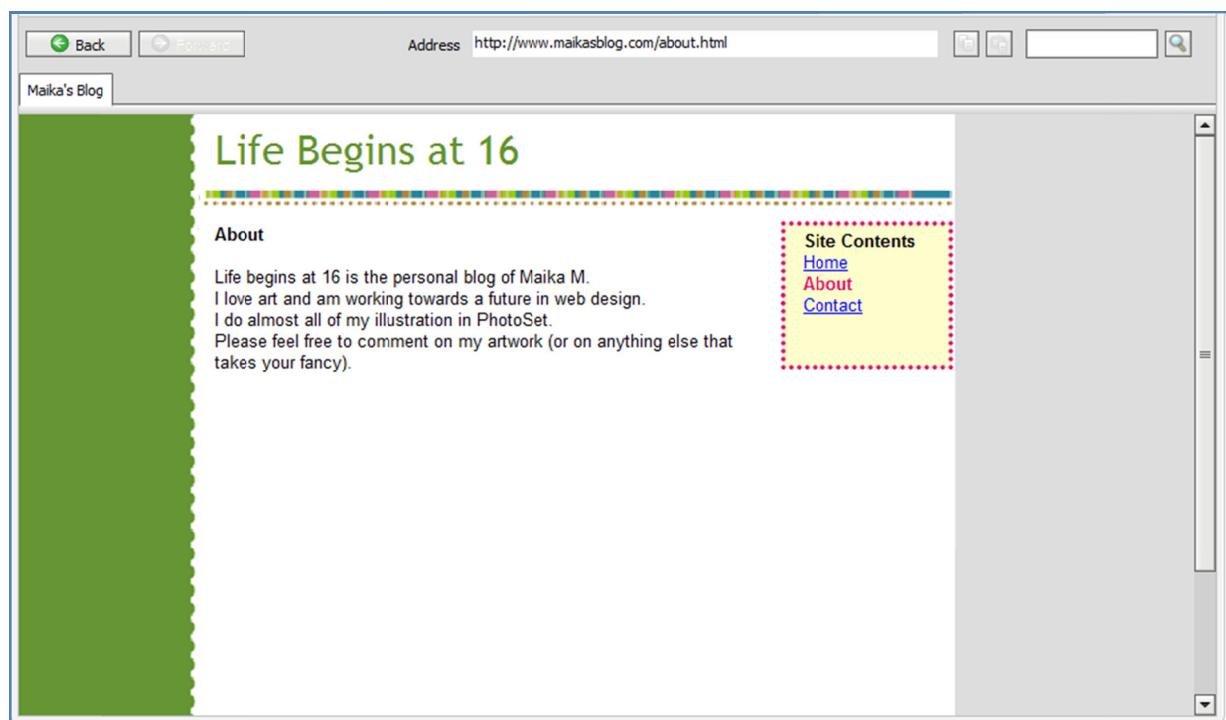 Back
Forward
Address
http://www.maikasblog.com/about.html
Maika's Blog
Life Begins at 16
About
Life begins at 16 is the personal blog of Maika M.
I love art and am working towards a future in web design.
I do almost all of my illustration in PhotoSet.
Please feel free to comment on my artwork (or on anything else that
takes your fancy).
Site Contents
Home
About
Contact